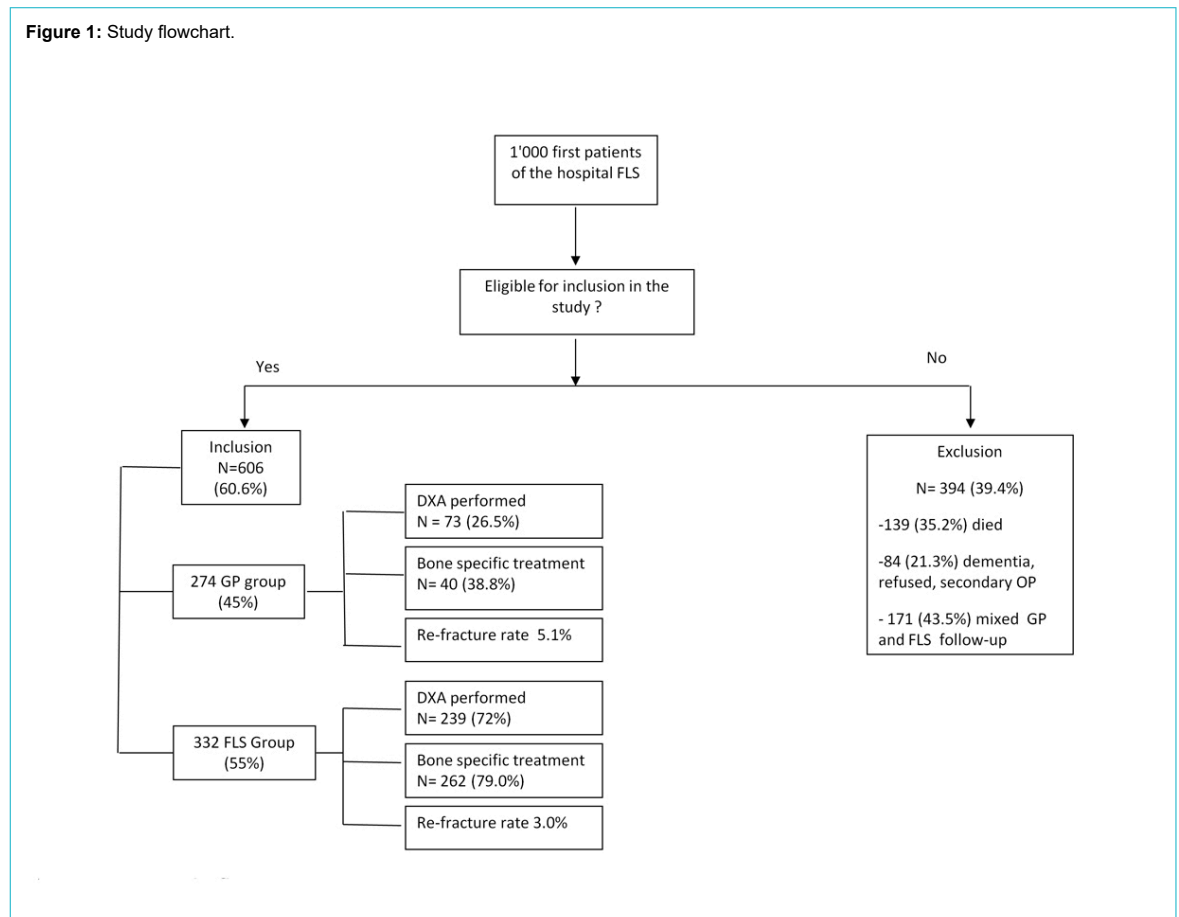 Figure 1: Study flowchart.
1'000 first patients
of the hospital FLS
Eligible for inclusion in the
study ?
Yes
No
Inclusion
N=606
(60.6%)
274 GP group
(45%)
332 FLS Group
(55%)
DXA performed
N = 73 (26.5%)
Bone specific treatment
N= 40 (38.8%)
Re-fracture rate 5.1%
DXA performed
N= 239 (72%)
Bone specific treatment
N= 262 (79.0%)
Re-fracture rate 3.0%
Exclusion
N= 394 (39.4%)
-139 (35.2%) died
-84 (21.3%) dementia,
refused, secondary OP
- 171 (43.5%) mixed GP
and FLS follow-up